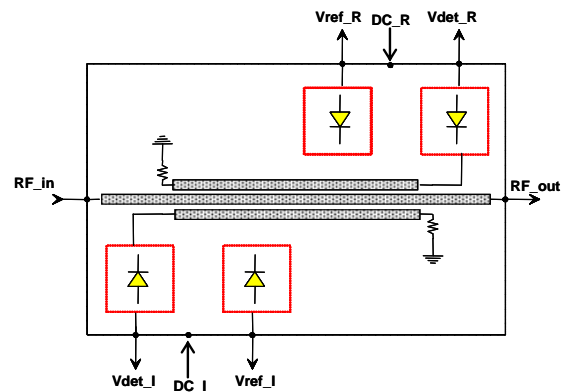 Vref_R
DC_R
Vdet_R
RF_in
RF_out
Vdet_I
DC_I
Vref_I